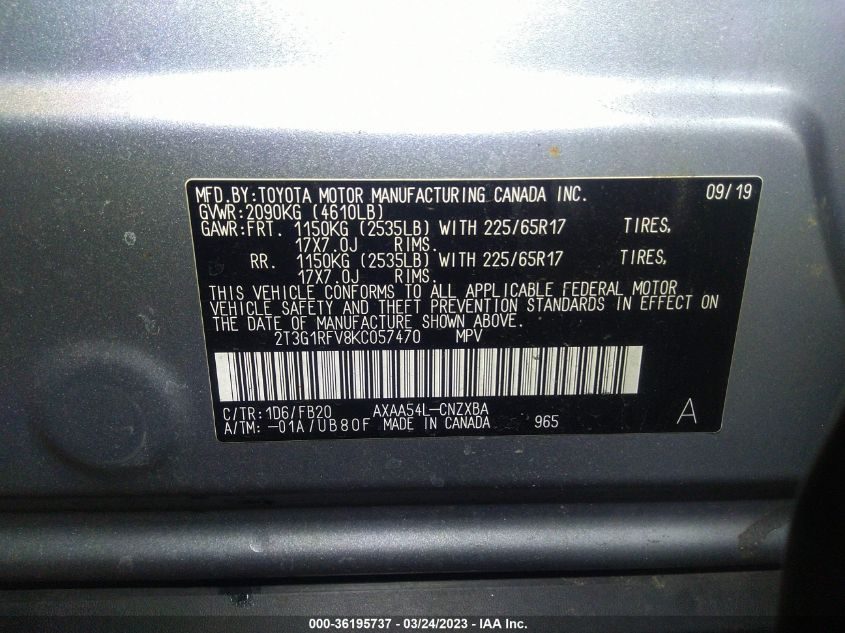 MFD.BY:TOYOTA MOTOR MANUFACTURING CANADA INC. 09/19
GVWR:2090KG (4610LB)
GAWR:FRT. 1150KG (2535LB) WITH 225/65R17 TIRES,
17X7.0J RIMS.
RR. 1150KG (2535LB) WITH 225/65R17 TIRES,
17X7.0J RIMS.
THIS VEHICLE CONFORMS TO ALL APPLICABLE FEDERAL MOTOR
VEHICLE SAFETY AND THEFT PREVENTION STANDARDS IN EFFECT ON
THE DATE OF MANUFACTURE SHOWN ABOVE.
2T3G1RFV8KC057470 MPV
C/TR:1D6/FB20 AXAA54L-CNZXBA A
A/TM:-01A/UB80F MADE IN CANADA 965
000-36195737 - 03/24/2023 - IAA Inc.